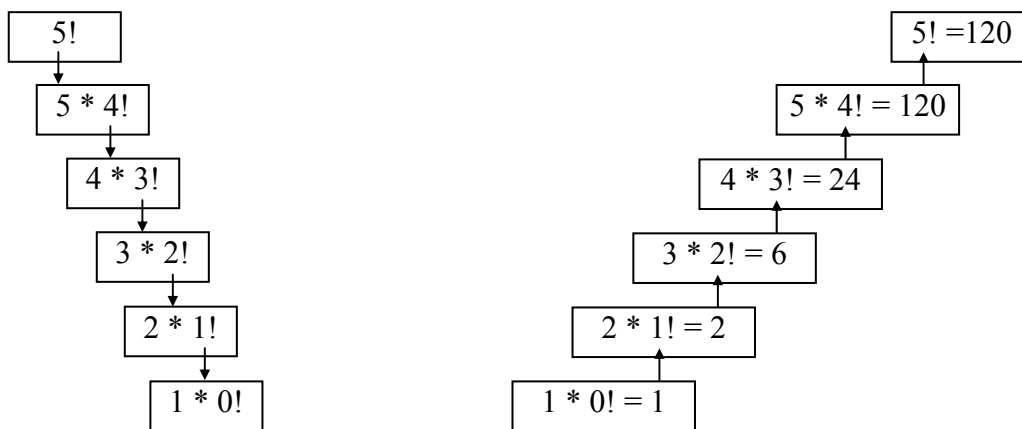 5!
5 * 4!
4 * 3!
3 * 2!
2 * 1!
1 * 0!
5! =120
5 * 4! = 120
4 * 3! = 24
3 * 2! = 6
2 * 1! = 2
1 * 0! = 1